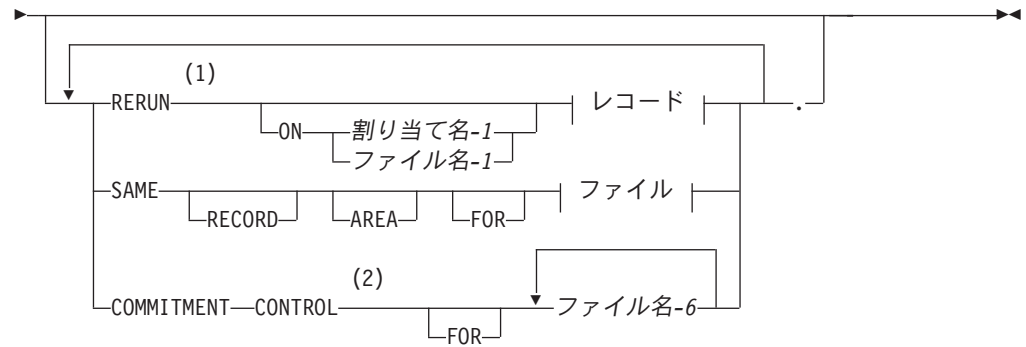 (1)
RERUN レコード .
ON 割り当て名-1
ファイル名-1
SAME ファイル
RECORD AREA FOR
(2)
COMMITMENT CONTROL ファイル名-6
FOR